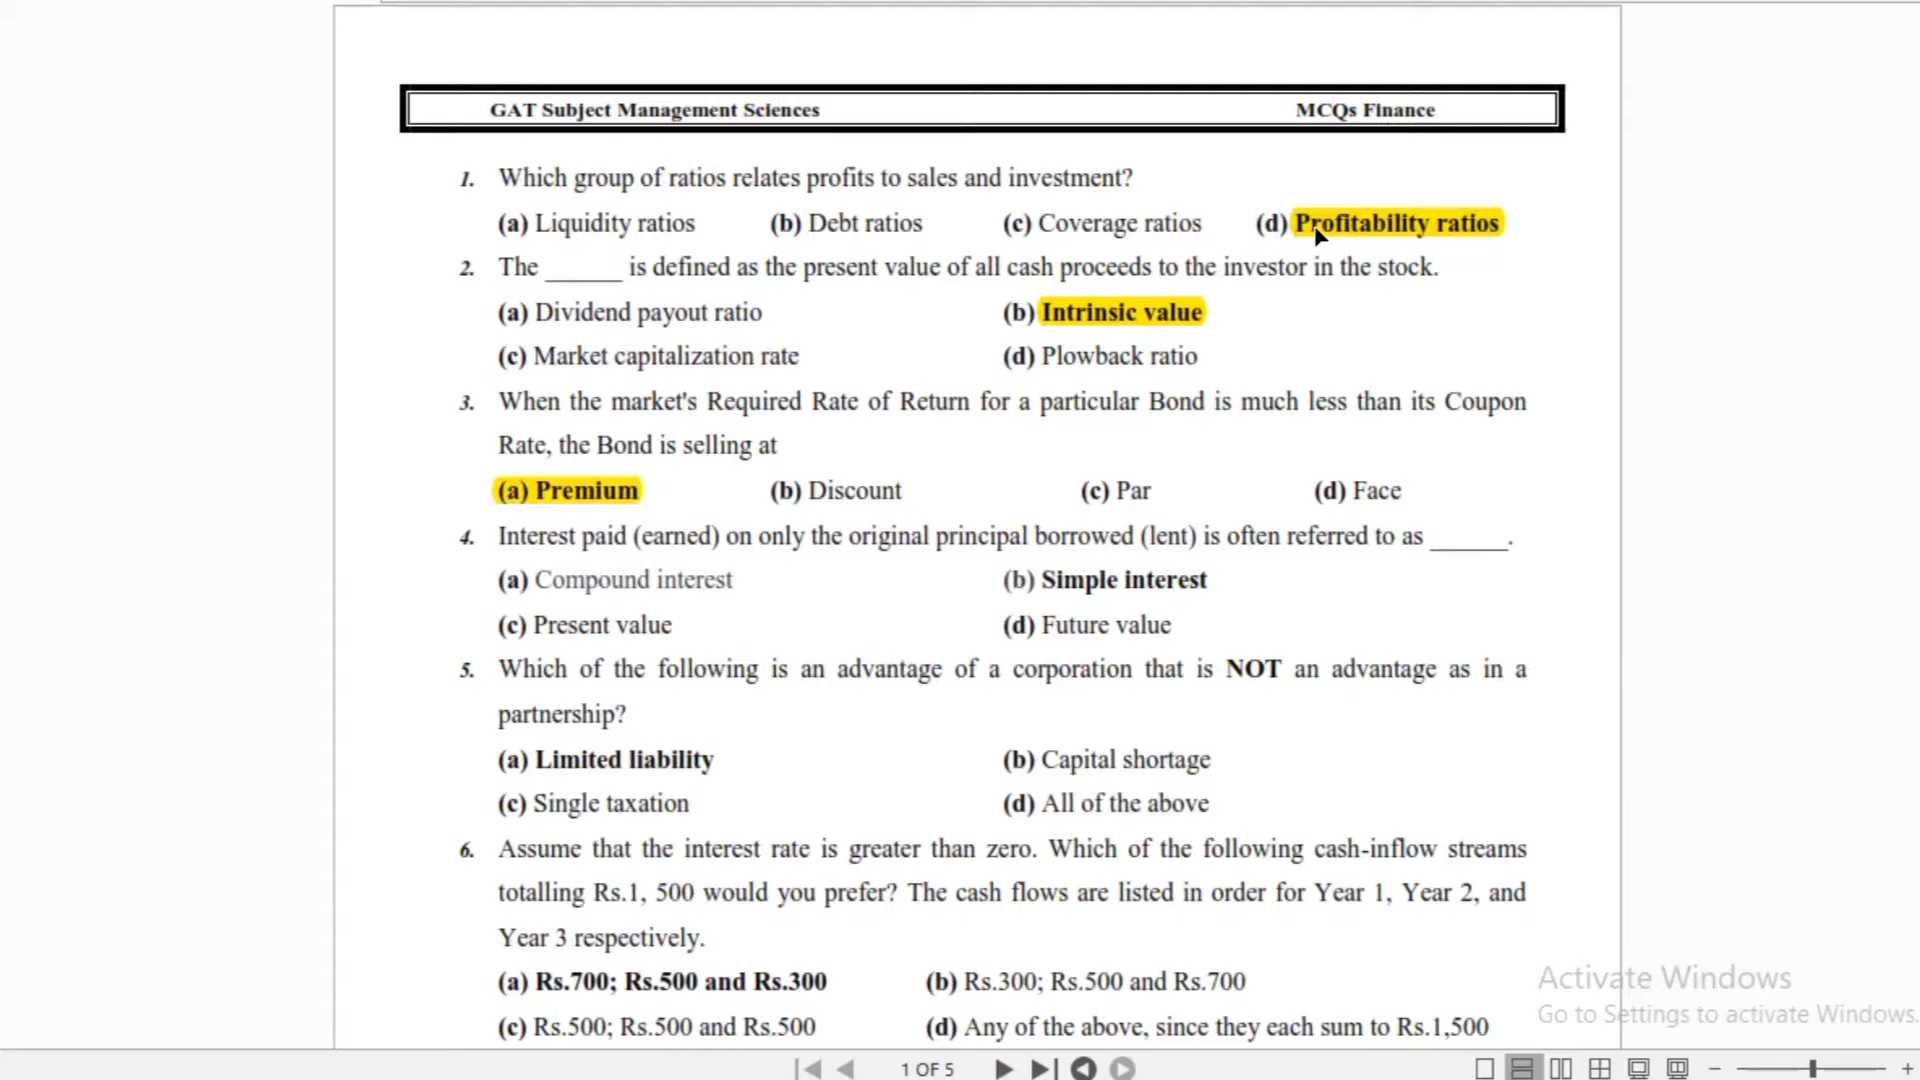 GAT Subject Management Sciences MCQs Finance
1. Which group of ratios relates profits to sales and investment?
(a) Liquidity ratios (b) Debt ratios (c) Coverage ratios (d) Profitability ratios
2. The ______ is defined as the present value of all cash proceeds to the investor in the stock.
(a) Dividend payout ratio (b) Intrinsic value
(c) Market capitalization rate (d) Plowback ratio
3. When the market's Required Rate of Return for a particular Bond is much less than its Coupon
Rate, the Bond is selling at
(a) Premium (b) Discount (c) Par (d) Face
4. Interest paid (earned) on only the original principal borrowed (lent) is often referred to as ______.
(a) Compound interest (b) Simple interest
(c) Present value (d) Future value
5. Which of the following is an advantage of a corporation that is NOT an advantage as in a
partnership?
(a) Limited liability (b) Capital shortage
(c) Single taxation (d) All of the above
6. Assume that the interest rate is greater than zero. Which of the following cash-inflow streams
totalling Rs.1, 500 would you prefer? The cash flows are listed in order for Year 1, Year 2, and
Year 3 respectively.
(a) Rs.700; Rs.500 and Rs.300 (b) Rs.300; Rs.500 and Rs.700
(c) Rs.500; Rs.500 and Rs.500 (d) Any of the above, since they each sum to Rs.1,500
Activate Windows
Go to Settings to activate Windows.
1 OF 5